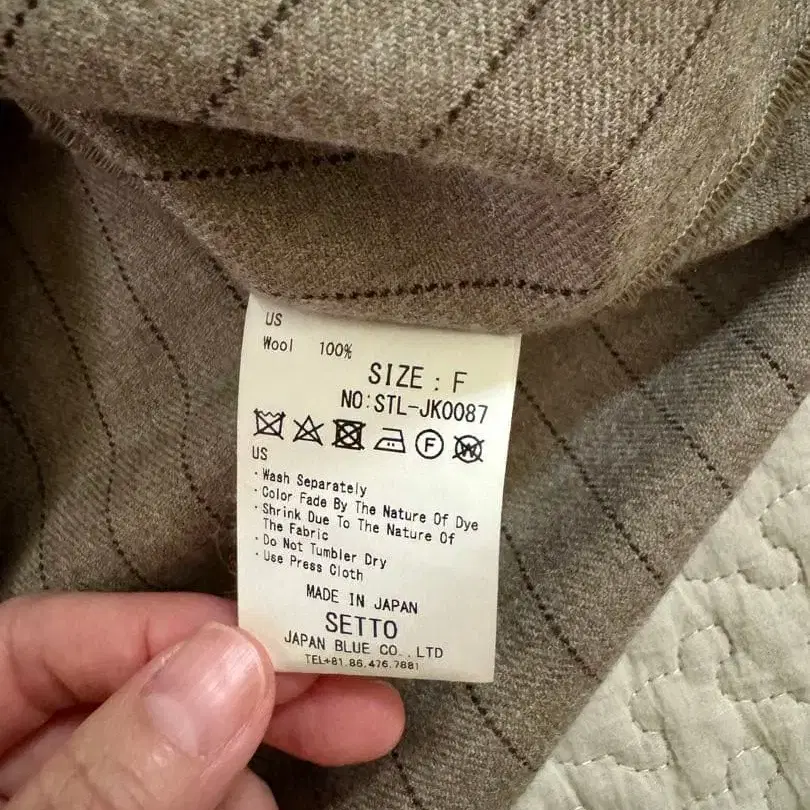 US
Wool 100%
SIZE : F
NO:STL-JK0087
F W
US
・Wash Separately
・Color Fade By The Nature Of Dye
・Shrink Due To The Nature Of
The Fabric
・Do Not Tumbler Dry
・Use Press Cloth
MADE IN JAPAN
SETTO
JAPAN BLUE CO.,LTD
TEL+81.86.476.7881